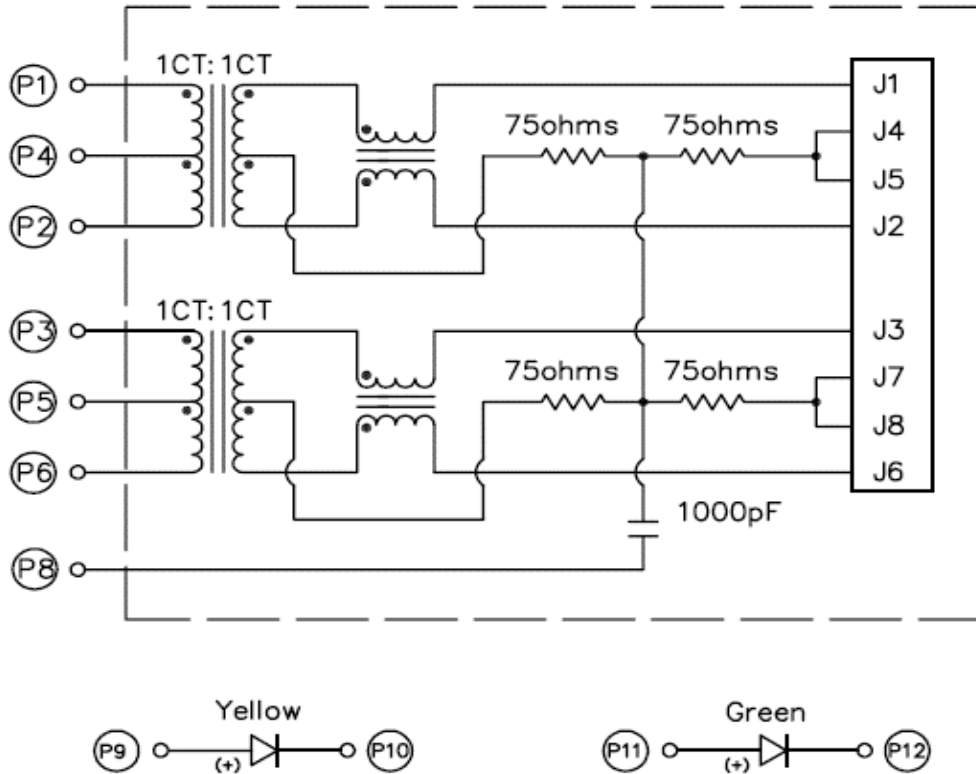 1CT: 1CT
P1
J1
75ohms 75ohms
J4
P4
J5
P2
J2
1CT: 1CT
P3
J3
75ohms 75ohms
J7
P5
J8
P6
J6
1000pF
P8
Yellow
Green
P9
(+)
P10
P11
(+)
P12